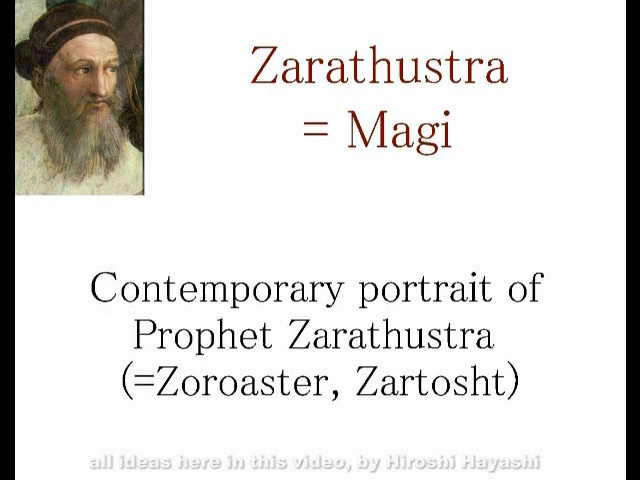 Zarathustra
= Magi
Contemporary portrait of
Prophet Zarathustra
(=Zoroaster, Zartosht)
all ideas here in this video, by Hiroshi Hayashi